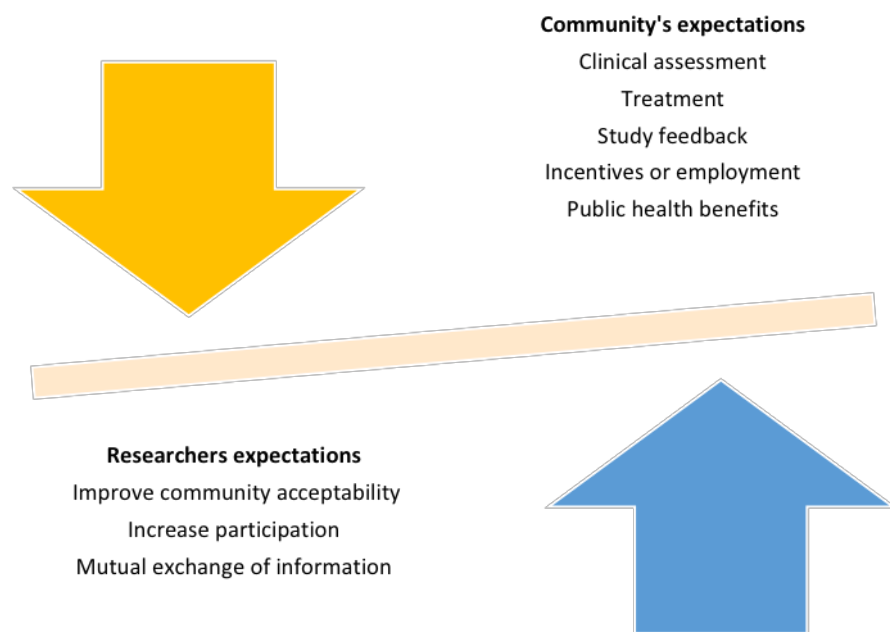 Community's expectations
Clinical assessment
Treatment
Study feedback
Incentives or employment
Public health benefits
Researchers expectations
Improve community acceptability
Increase participation
Mutual exchange of information